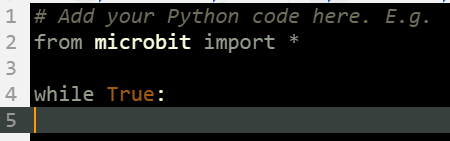 1 # Add your Python code here. E.g.
2 from microbit import *
3
4 while True:
5